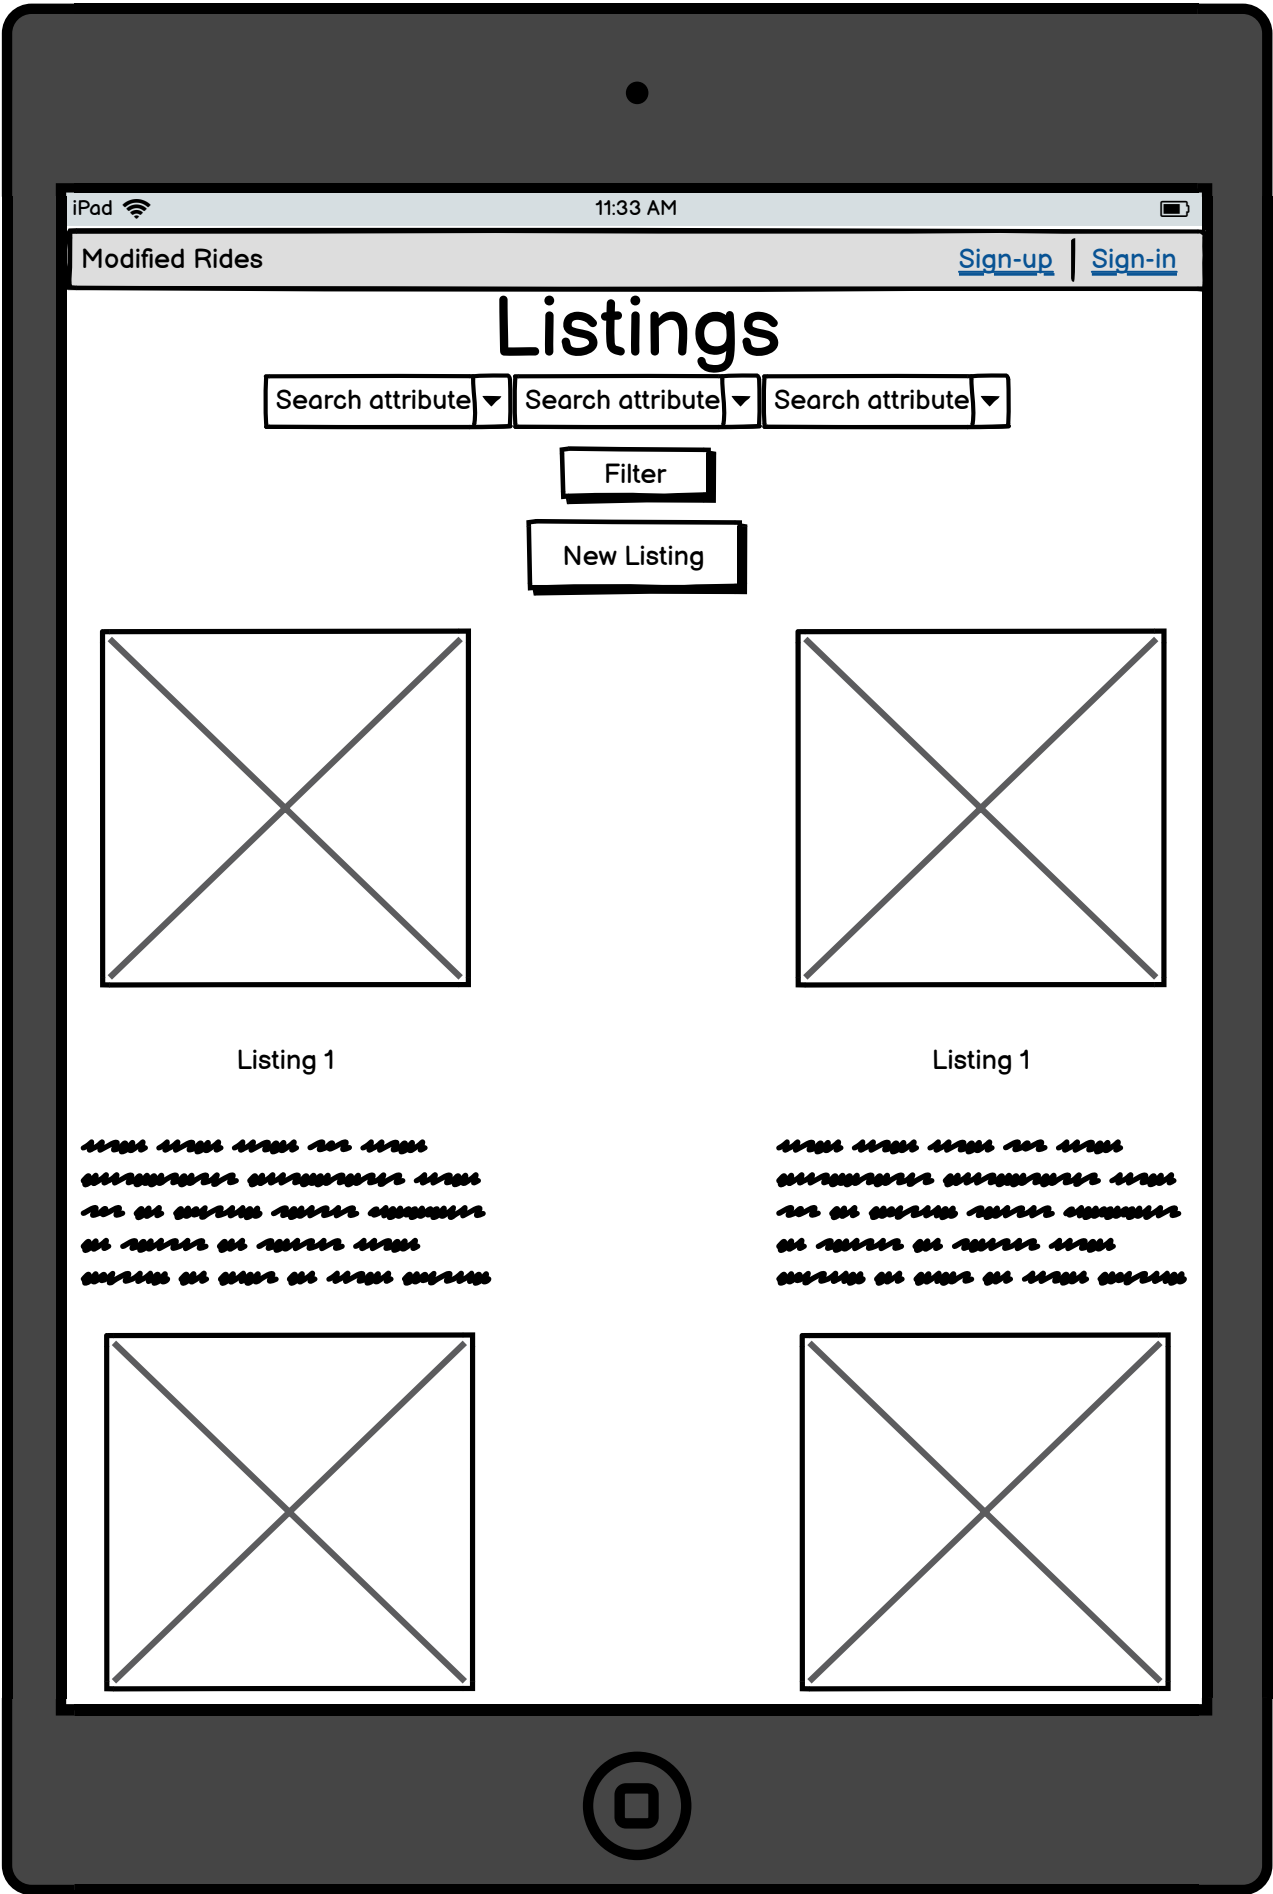 iPad 11:33 AM
Modified Rides Sign-up Sign-in
Listings
Search attribute Search attribute Search attribute
Filter
New Listing
Listing 1 Listing 1